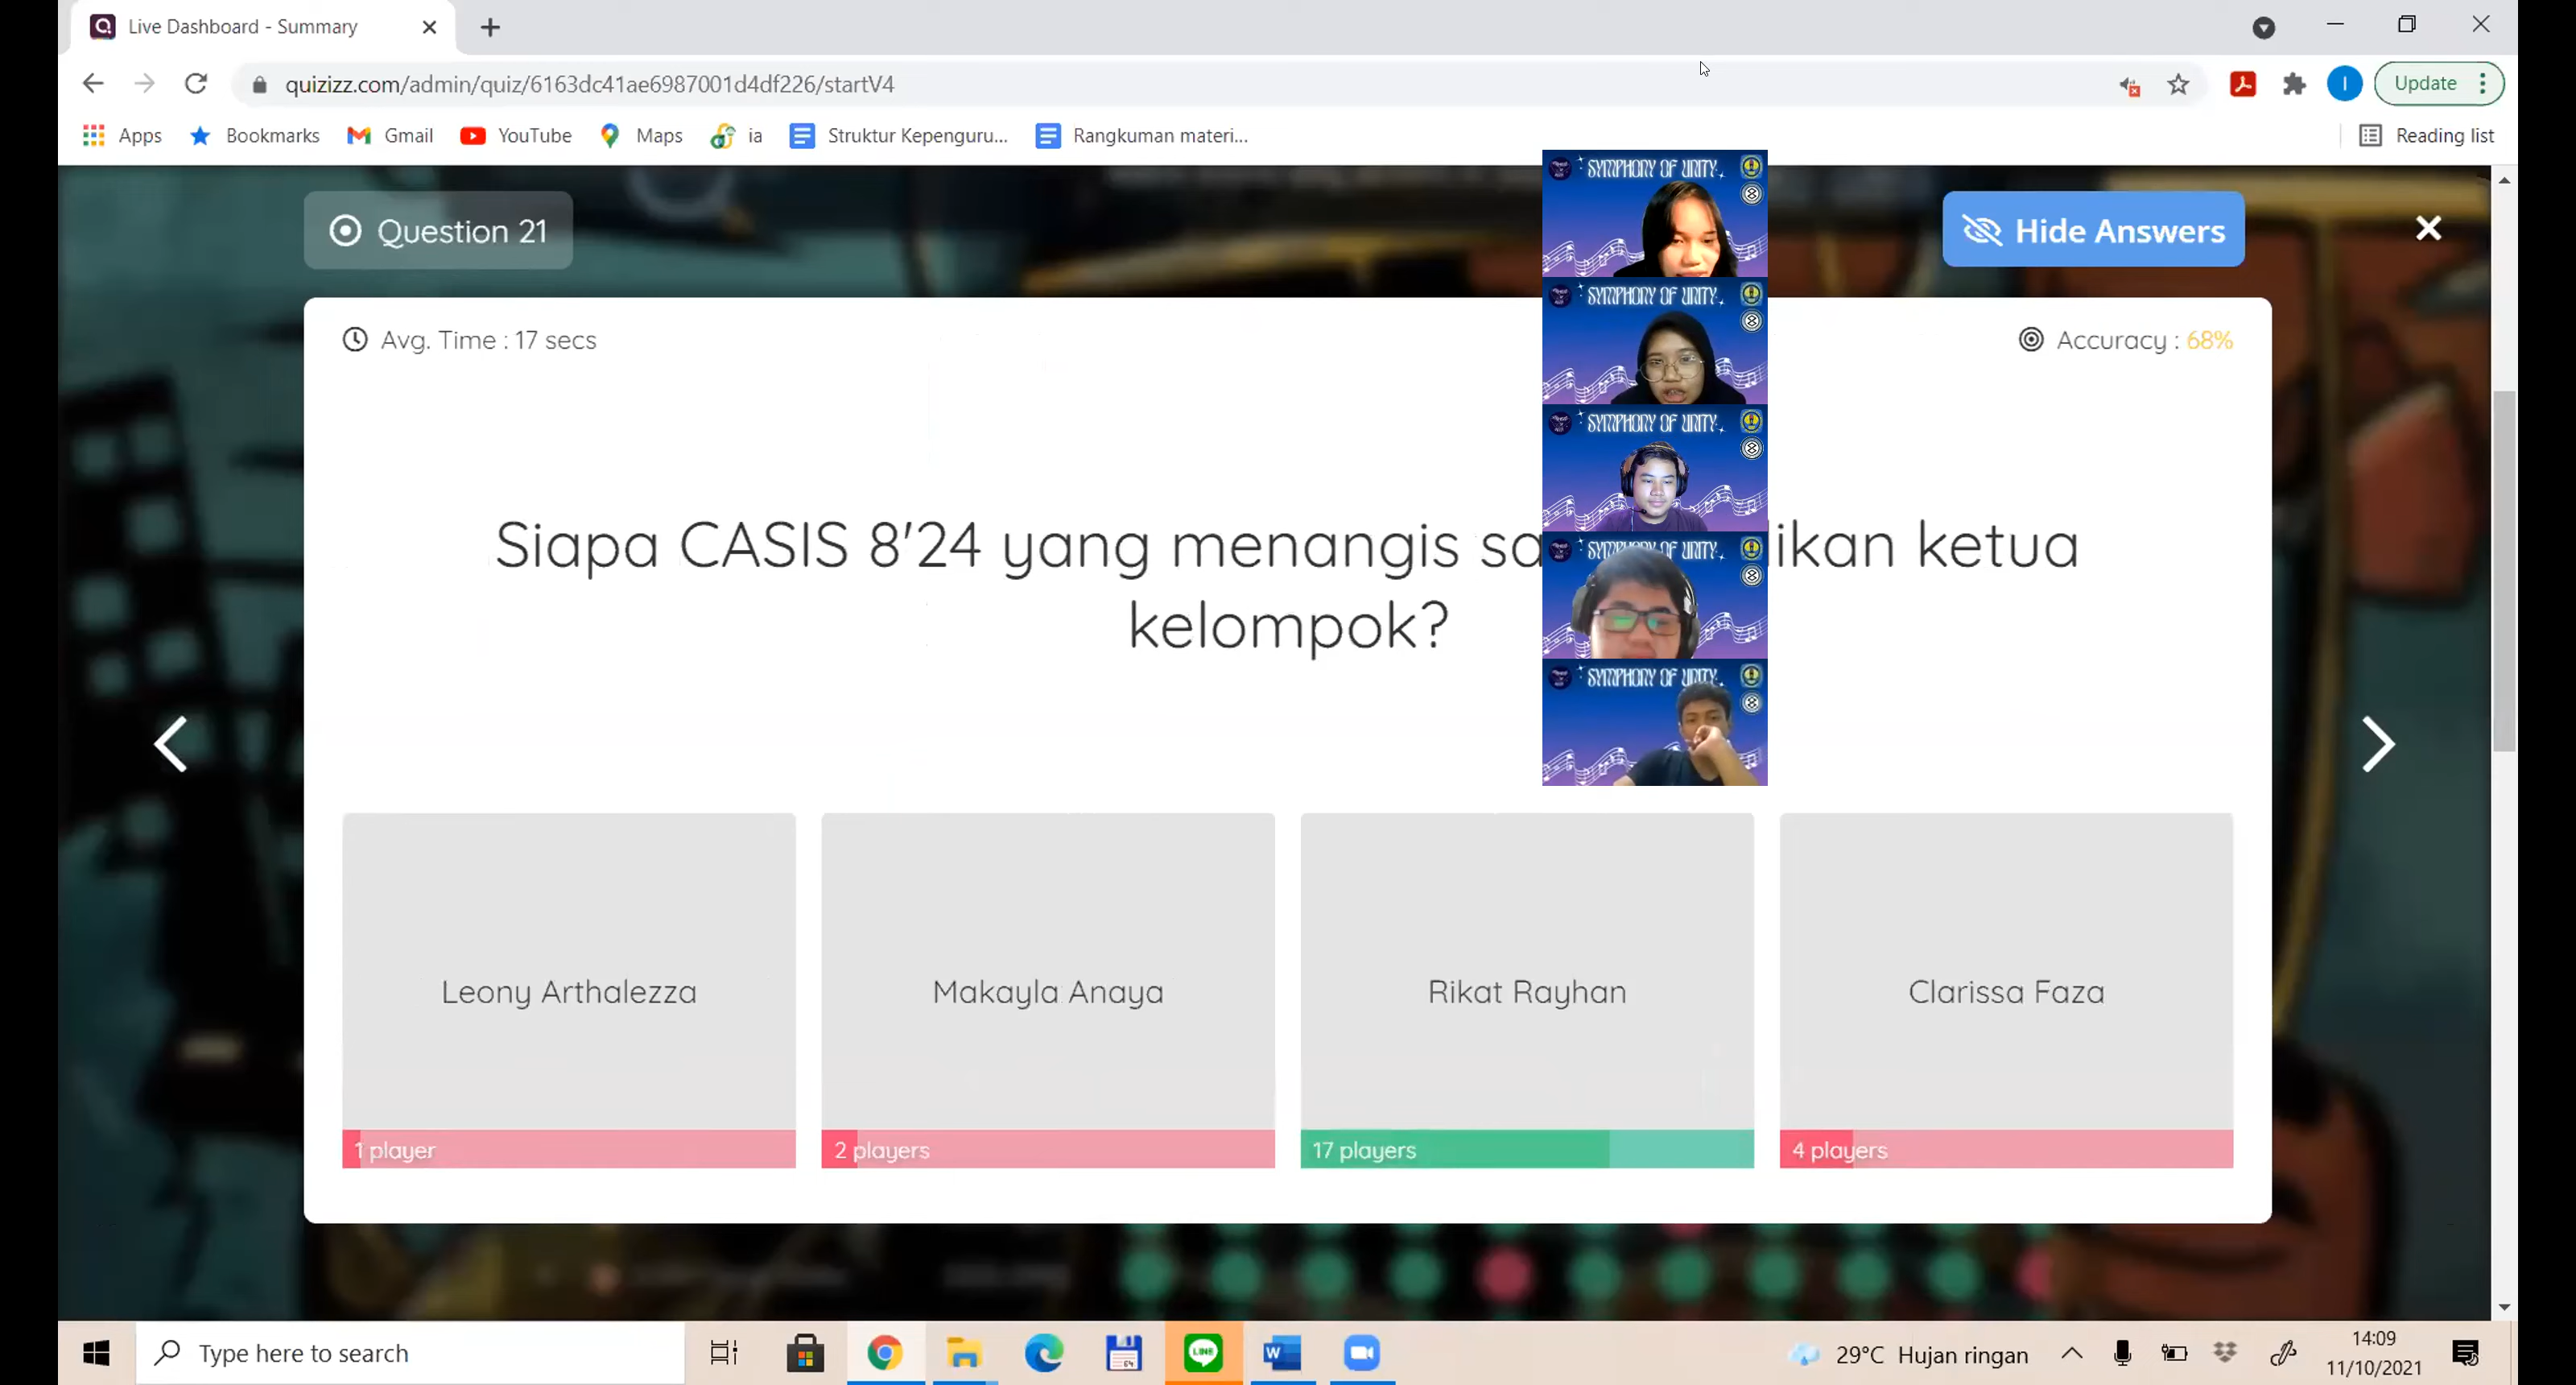 Live Dashboard - Summary
quizizz.com/admin/quiz/6163dc41ae6987001d4df226/startV4
Update
Apps Bookmarks Gmail YouTube Maps ia Struktur Kepenguru... Rangkuman materi... Reading list
Question 21
Hide Answers
SYMPHONY OF UNITY
SYMPHONY OF UNITY
SYMPHONY OF UNITY
SYMPHONY OF UNITY
SYMPHONY OF UNITY
Avg. Time : 17 secs
Accuracy : 68%
Siapa CASIS 8'24 yang menangis sa ikan ketua
kelompok?
Leony Arthalezza
Makayla Anaya
Rikat Rayhan
Clarissa Faza
1 player
2 players
17 players
4 players
Type here to search
29°C Hujan ringan
14:09
11/10/2021